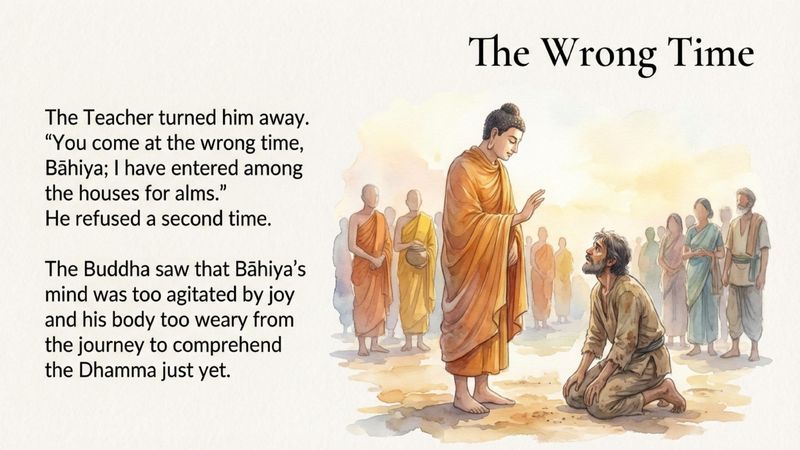 The Wrong Time
The Teacher turned him away.
“You come at the wrong time,
Bāhiya; I have entered among
the houses for alms.”
He refused a second time.
The Buddha saw that Bāhiya’s
mind was too agitated by joy
and his body too weary from
the journey to comprehend
the Dhamma just yet.